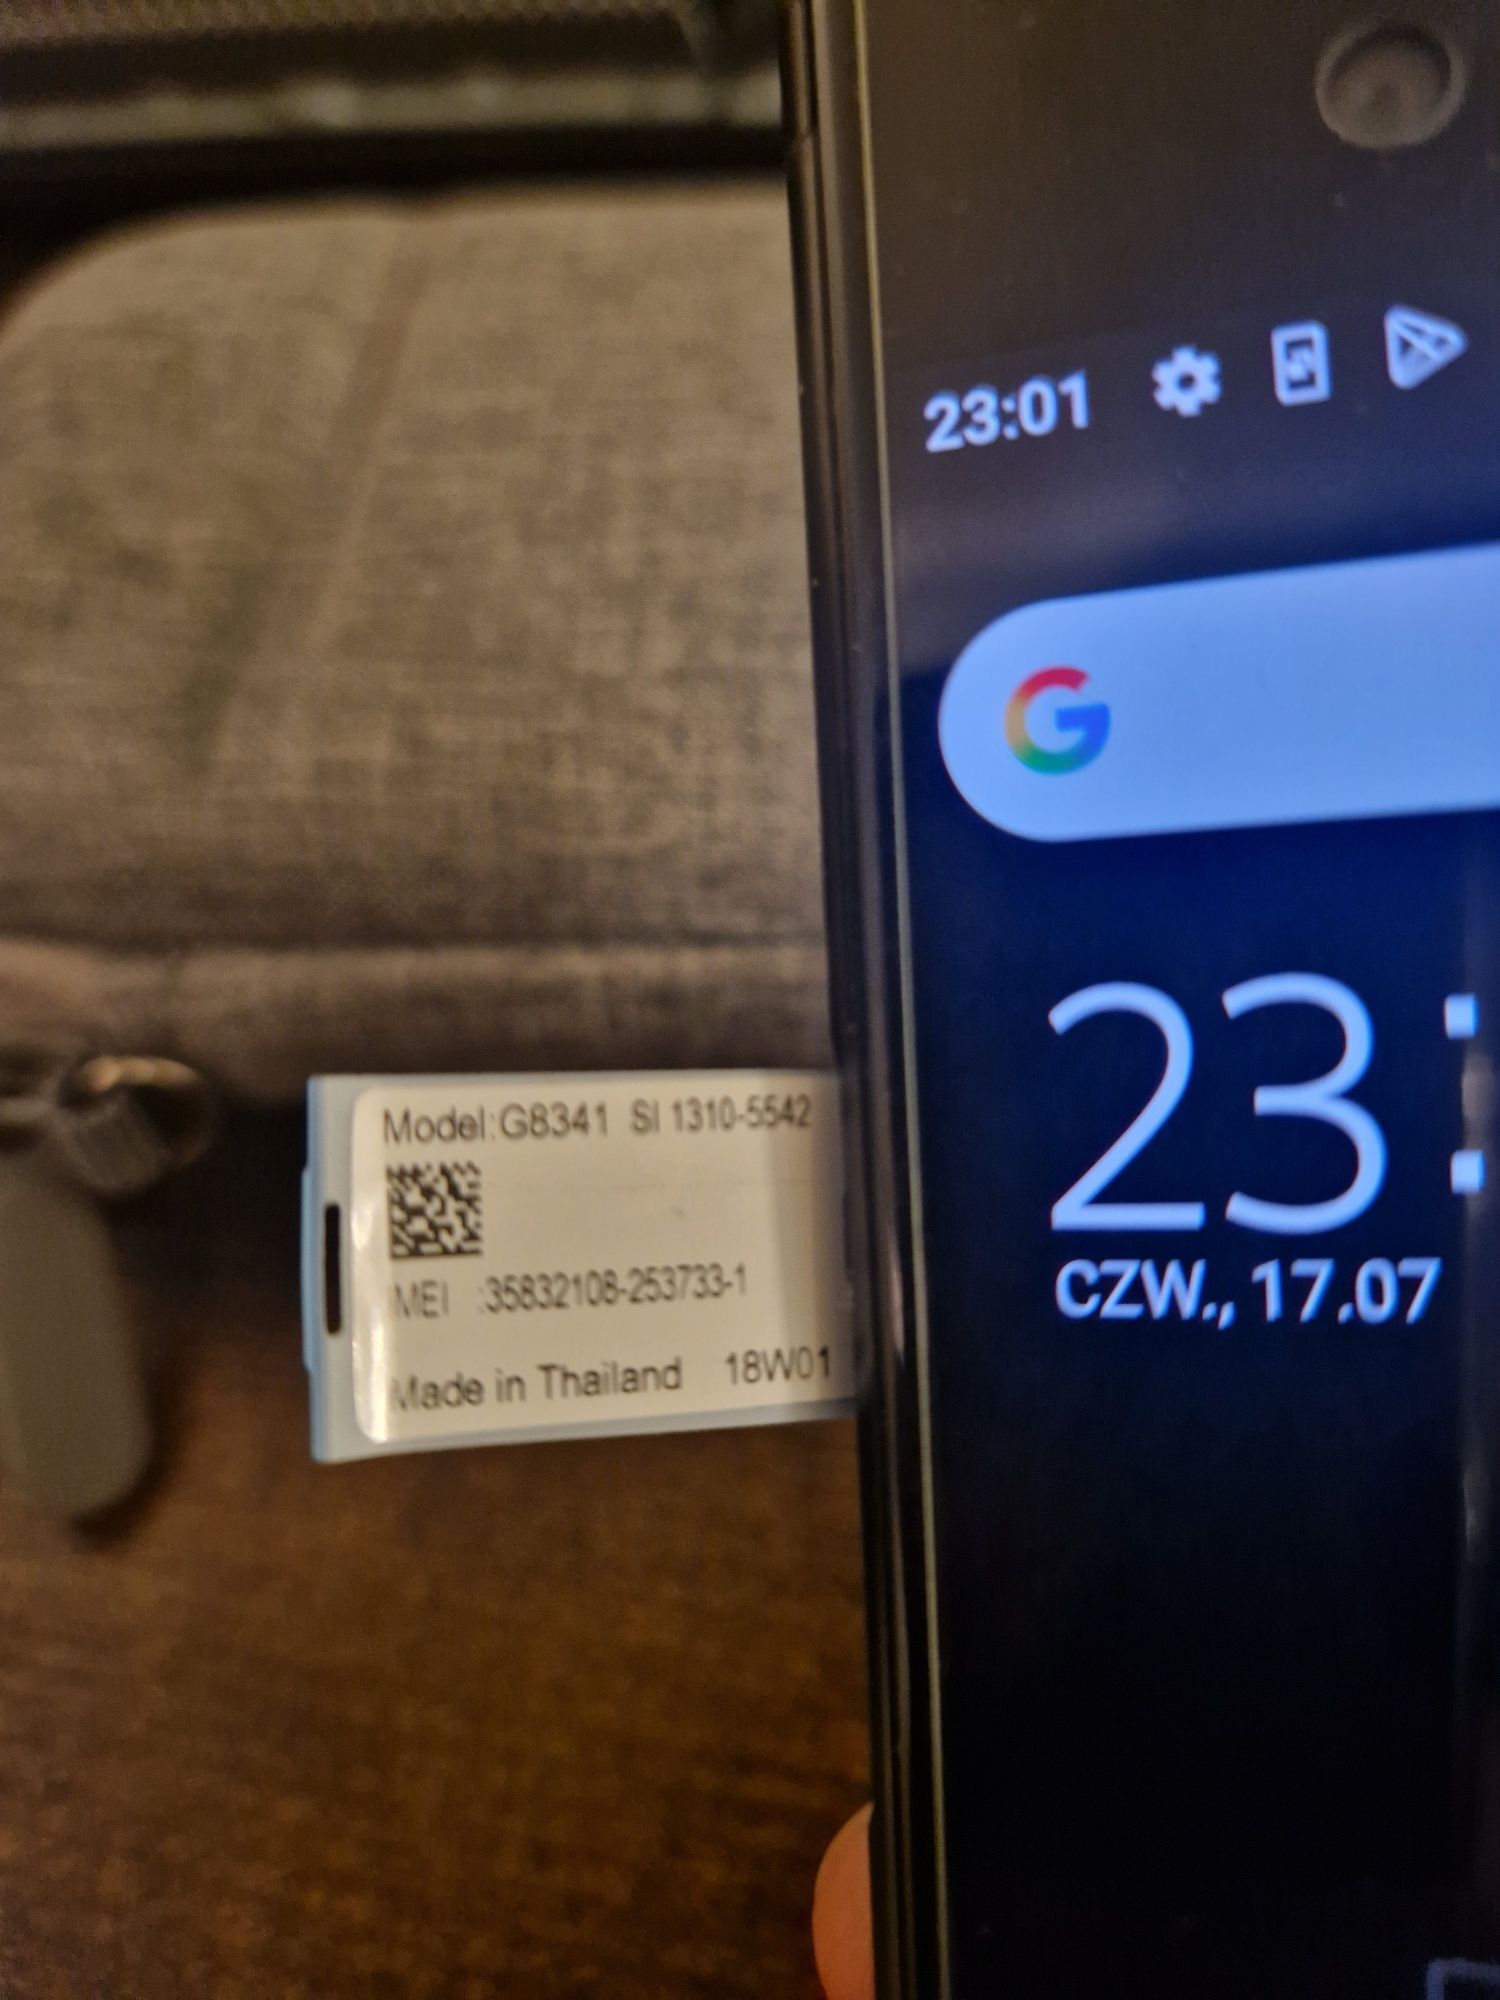 23:01
G
23:
CZW., 17.07
Model:G8341 SI 1310-5542
MEI :35832108-253733-1
Made in Thailand 18W01